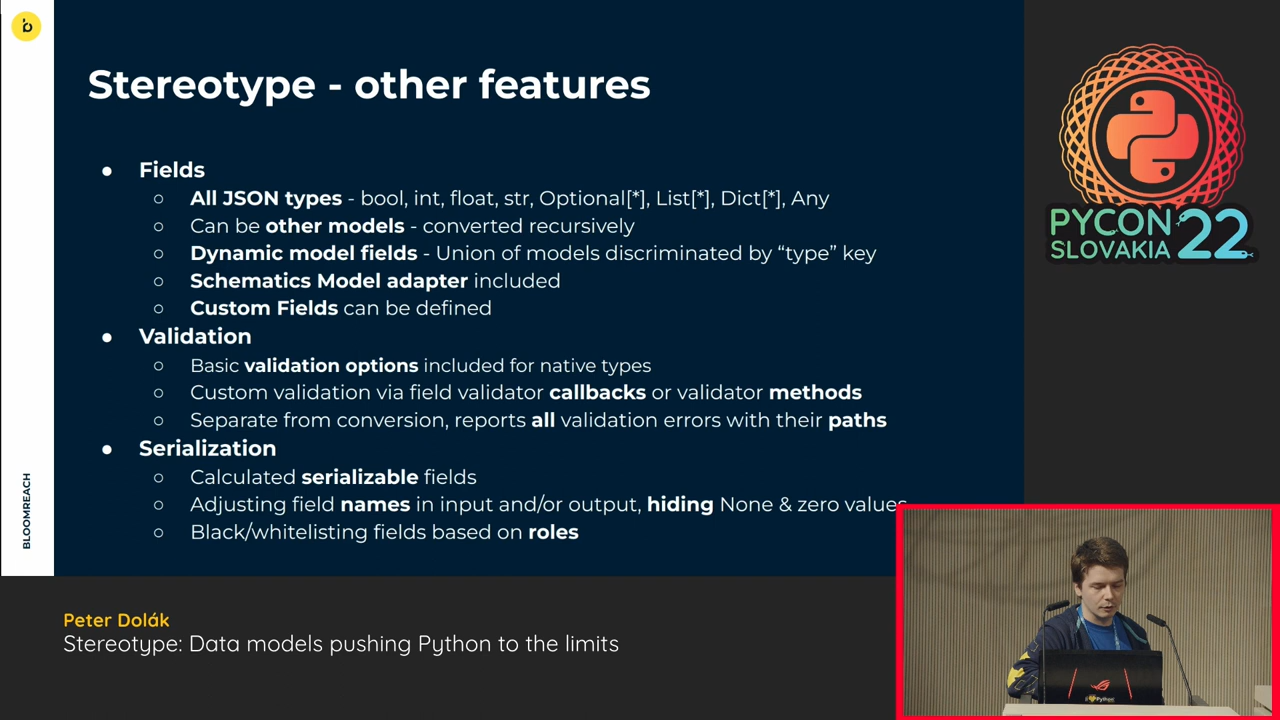 Stereotype - other features
● Fields
○ All JSON types - bool, int, float, str, Optional[*], List[*], Dict[*], Any
○ Can be other models - converted recursively
○ Dynamic model fields - Union of models discriminated by “type” key
○ Schematics Model adapter included
○ Custom Fields can be defined
● Validation
○ Basic validation options included for native types
○ Custom validation via field validator callbacks or validator methods
○ Separate from conversion, reports all validation errors with their paths
● Serialization
○ Calculated serializable fields
○ Adjusting field names in input and/or output, hiding None & zero values
○ Black/whitelisting fields based on roles
BLOOMREACH
PYCON
SLOVAKIA
22
Peter Dolák
Stereotype: Data models pushing Python to the limits